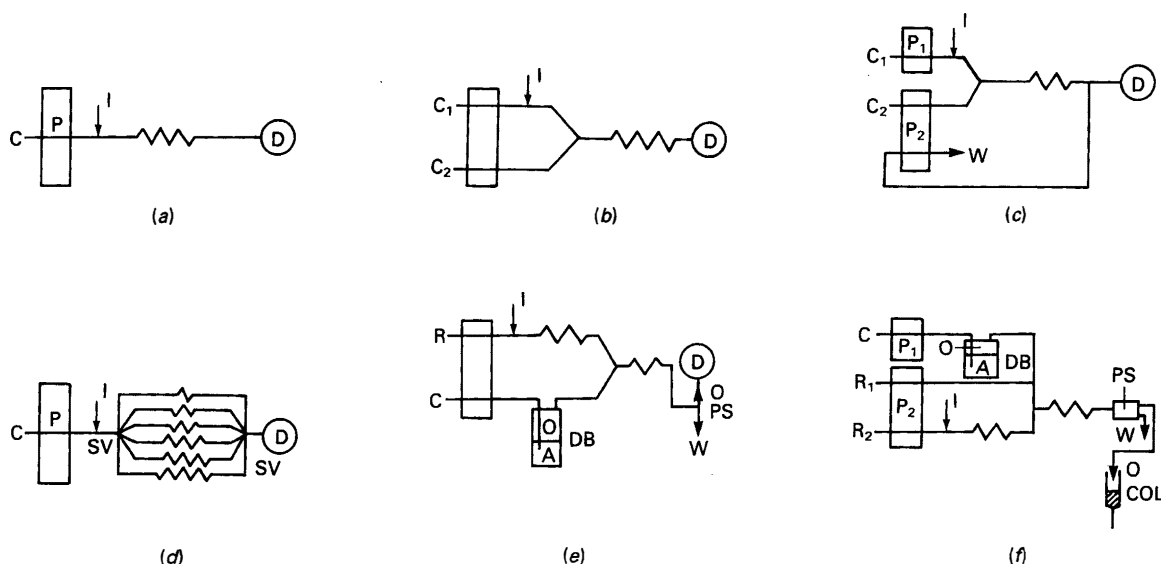 I
P
C
D
(a)
I
C₁
C₂
D
(b)
I
P₁
C₁
C₂
P₂
W
D
(c)
I
P
C
SV
D
SV
(d)
I
R
C
O
A
DB
D
O
PS
W
(e)
C
P₁
O
A
DB
R₁
P₂
I
R₂
PS
W
O
COL
(f)